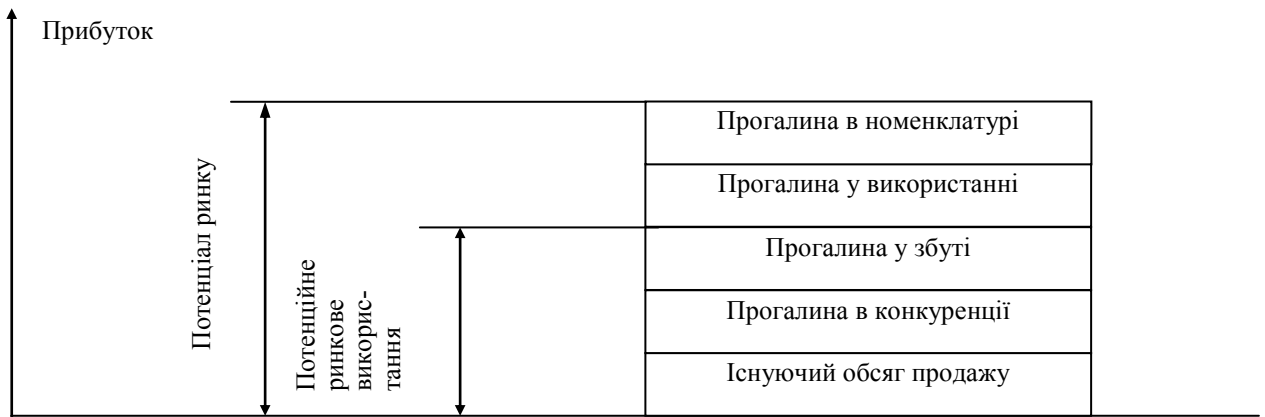 Прибуток
Прогалина в номенклатурі
Прогалина у використанні
Прогалина у збуті
Прогалина в конкуренції
Існуючий обсяг продажу
Потенціал ринку
Потенційне
ринкове
викорис-
тання